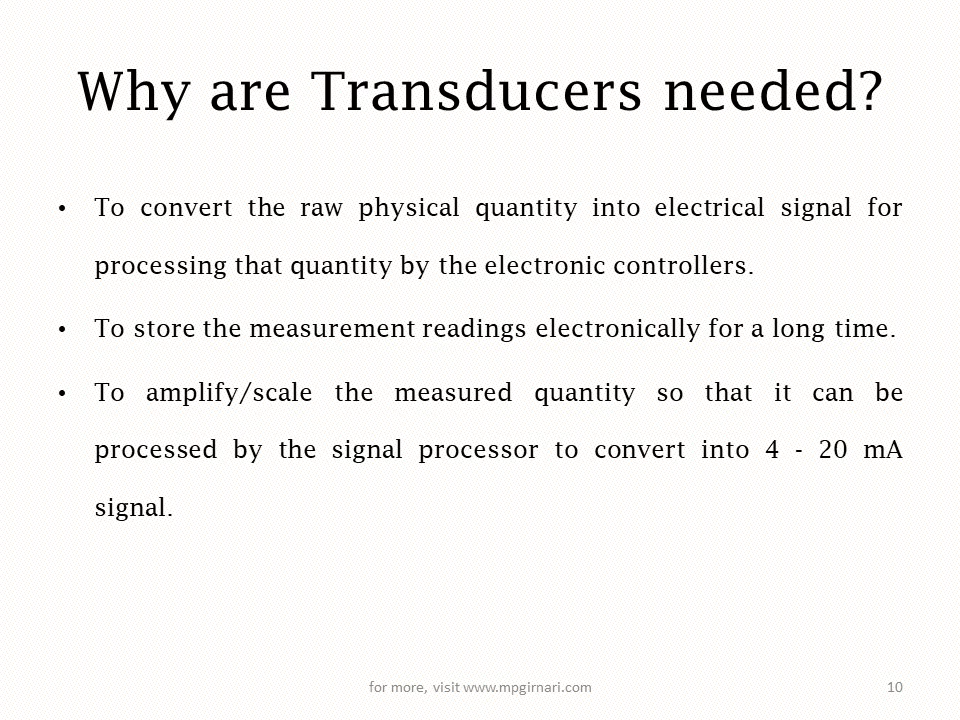 Why are Transducers needed?
• To convert the raw physical quantity into electrical signal for
processing that quantity by the electronic controllers.
• To store the measurement readings electronically for a long time.
• To amplify/scale the measured quantity so that it can be
processed by the signal processor to convert into 4 - 20 mA
signal.
for more, visit www.mpgirnari.com
10